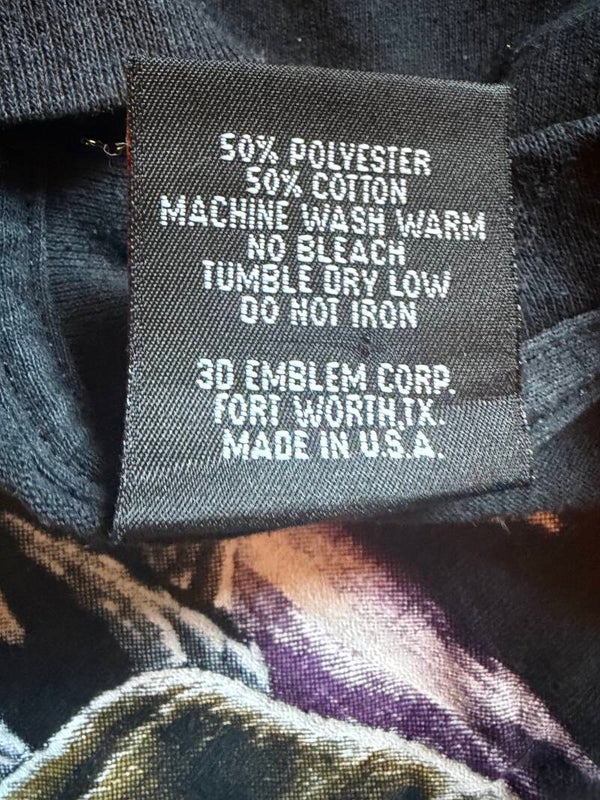 50% POLYESTER
50% COTTON
MACHINE WASH WARM
NO BLEACH
TUMBLE DRY LOW
DO NOT IRON
3D EMBLEM CORP.
FORT WORTH,TX.
MADE IN U.S.A.